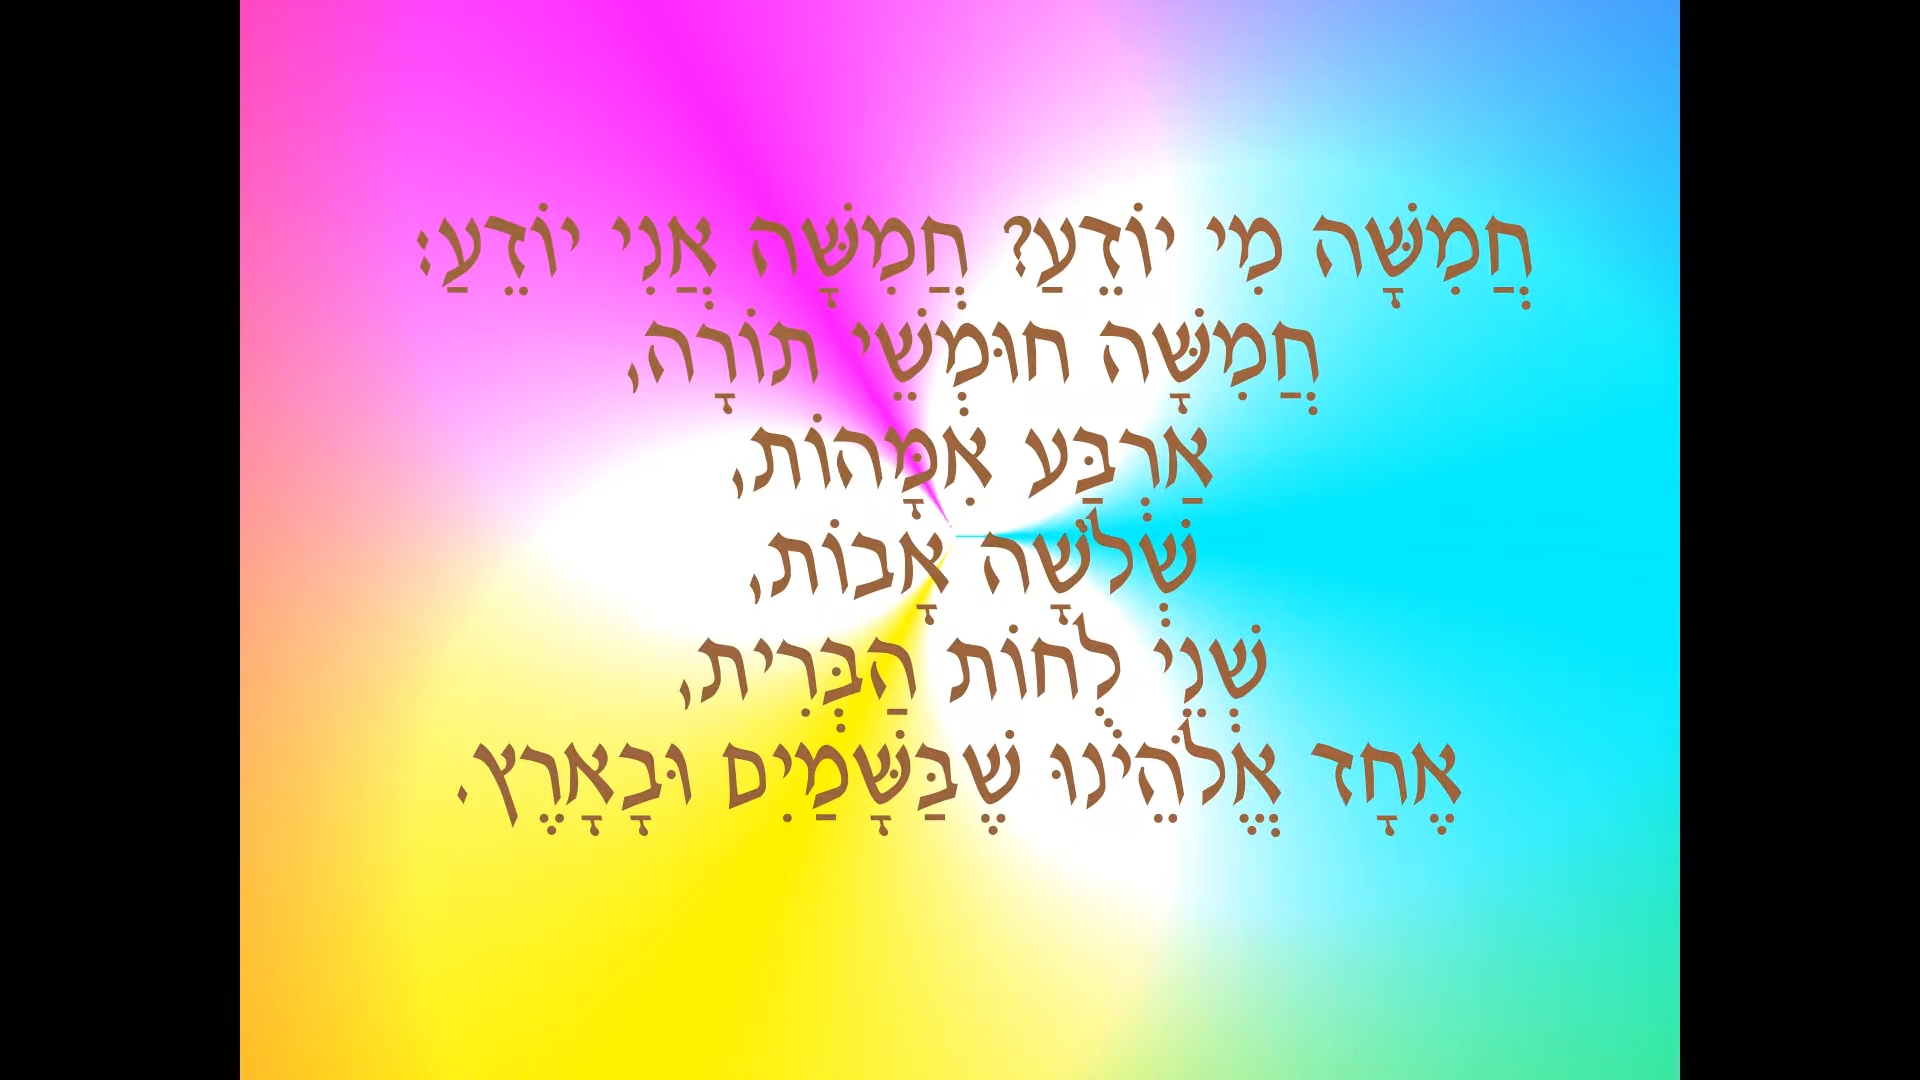 חֲמִשָּׁה מִי יוֹדֵעַ? חֲמִשָּׁה אֲנִי יוֹדֵעַ:
חֲמִשָּׁה חוּמְשֵׁי תוֹרָה,
אַרְבַּע אִמָּהוֹת,
שְׁלֹשָׁה אָבוֹת,
שְׁנֵי לֻחוֹת הַבְּרִית,
אֶחָד אֱלֹהֵינוּ שֶׁבַּשָּׁמַיִם וּבָאָרֶץ.